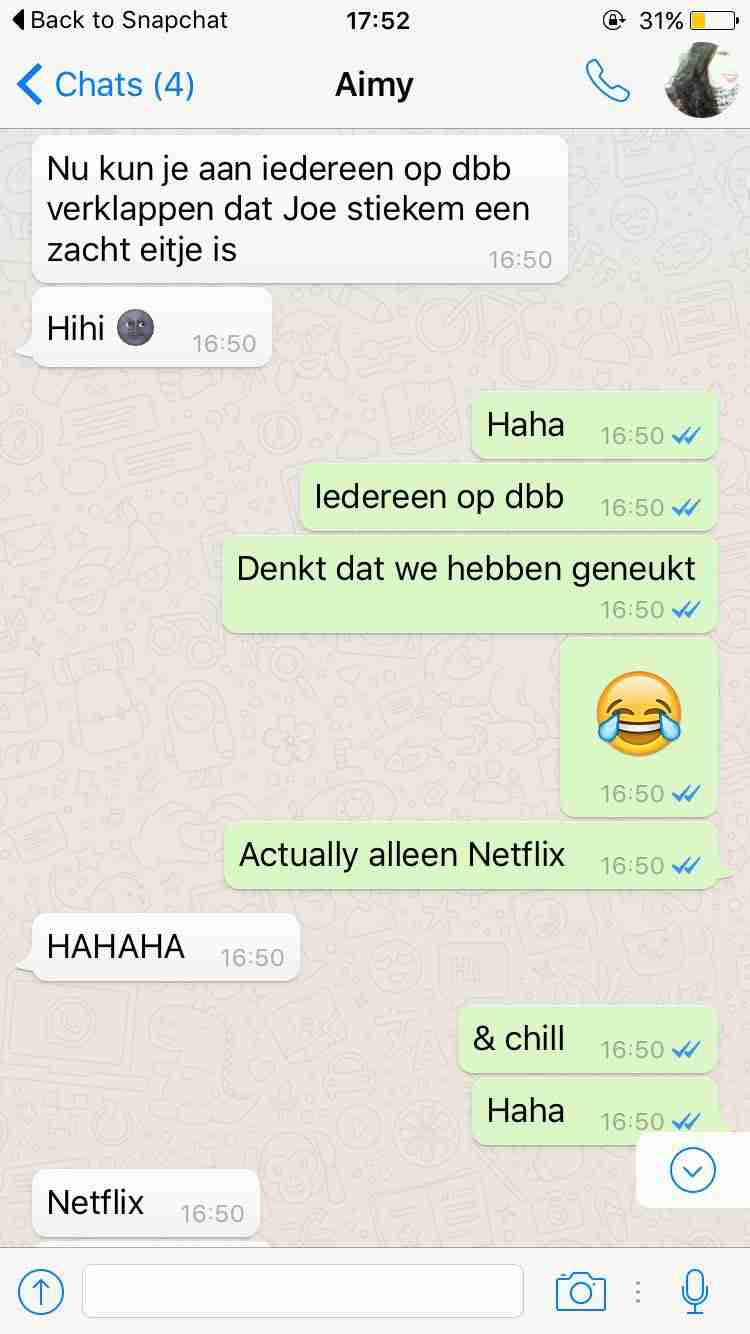 Back to Snapchat 17:52 31%
Chats (4) Aimy
Nu kun je aan iedereen op dbb
verklappen dat Joe stiekem een
zacht eitje is 16:50
Hihi 🌚 16:50
Haha 16:50
Iedereen op dbb 16:50
Denkt dat we hebben geneukt
16:50
😂
16:50
Actually alleen Netflix 16:50
HAHAHA 16:50
& chill 16:50
Haha 16:50
Netflix 16:50